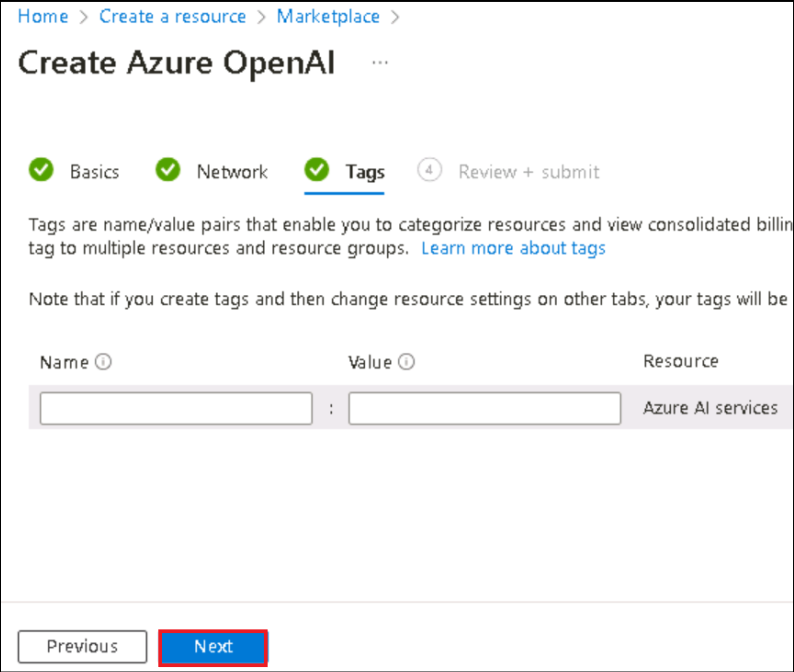 Home > Create a resource > Marketplace >
Create Azure OpenAI ...
Basics Network Tags 4 Review + submit
Tags are name/value pairs that enable you to categorize resources and view consolidated billin
tag to multiple resources and resource groups. Learn more about tags
Note that if you create tags and then change resource settings on other tabs, your tags will be
Name Value Resource
: Azure AI services
Previous Next